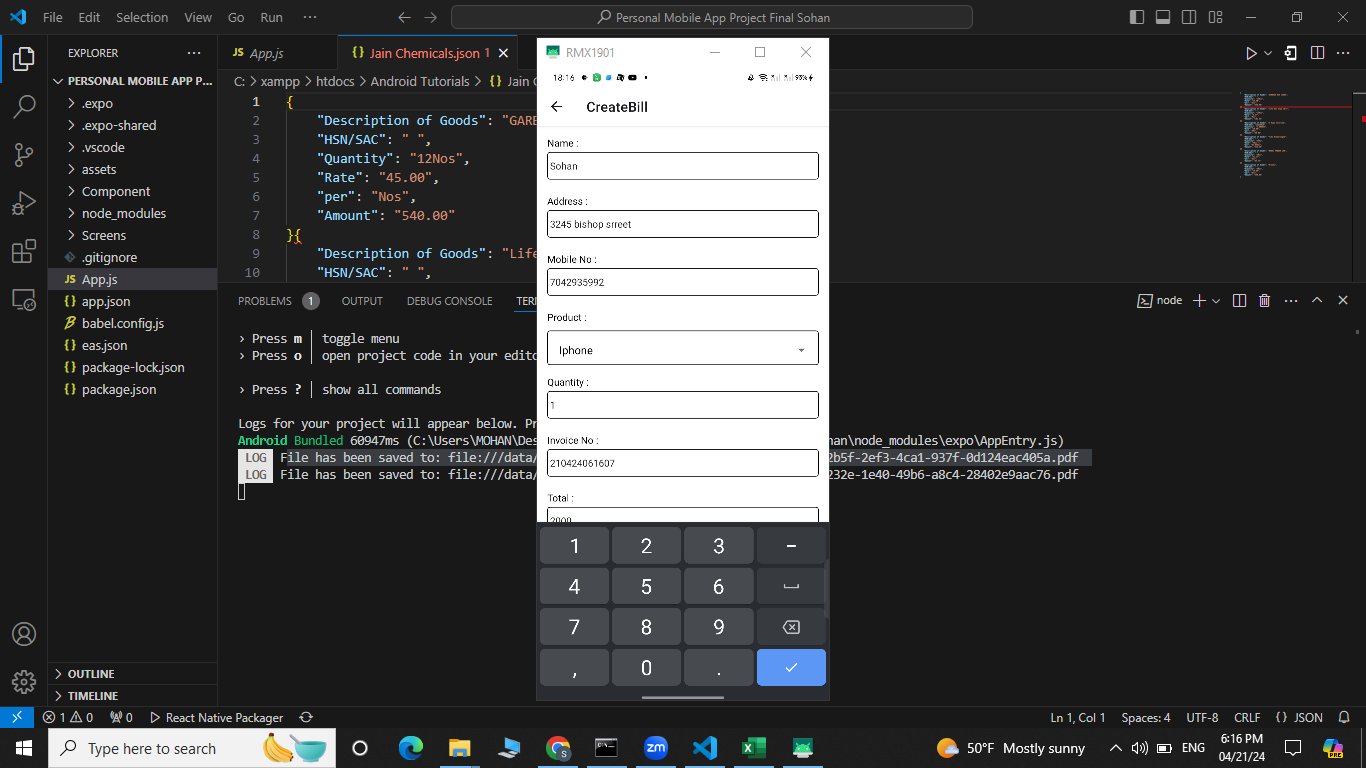 File Edit Selection View Go Run ···
Personal Mobile App Project Final Sohan
EXPLORER ···
PERSONAL MOBILE APP P...
.expo
.expo-shared
.vscode
assets
Component
node_modules
Screens
.gitignore
App.js
app.json
babel.config.js
eas.json
package-lock.json
package.json
OUTLINE
TIMELINE
JS App.js
{} Jain Chemicals.json 1
C: > xampp > htdocs > Android Tutorials > {} Jain
1 {
2 "Description of Goods": "GARB
3 "HSN/SAC": " ",
4 "Quantity": "12Nos",
5 "Rate": "45.00",
6 "per": "Nos",
7 "Amount": "540.00"
8 }{
9 "Description of Goods": "Life
10 "HSN/SAC": " ",
PROBLEMS 1 OUTPUT DEBUG CONSOLE TERM
node
› Press m │ toggle menu
› Press o │ open project code in your edito
› Press ? │ show all commands
Logs for your project will appear below. Pr
Android Bundled 60947ms (C:\Users\MOHAN\Des
han\node_modules\expo\AppEntry.js)
LOG File has been saved to: file:///data/
2b5f-2ef3-4ca1-937f-0d124eac405a.pdf
LOG File has been saved to: file:///data/
232e-1e40-49b6-a8c4-28402e9aac76.pdf
RMX1901
18:16
93%
CreateBill
Name :
Sohan
Address :
3245 bishop srreet
Mobile No :
7042935992
Product :
Iphone
Quantity :
1
Invoice No :
210424061607
Total :
2000
1 2 3 −
4 5 6
7 8 9
, 0 .
1 0 0 React Native Packager
Ln 1, Col 1 Spaces: 4 UTF-8 CRLF {} JSON
Type here to search
zm
50°F Mostly sunny
ENG
6:16 PM
04/21/24
PRE